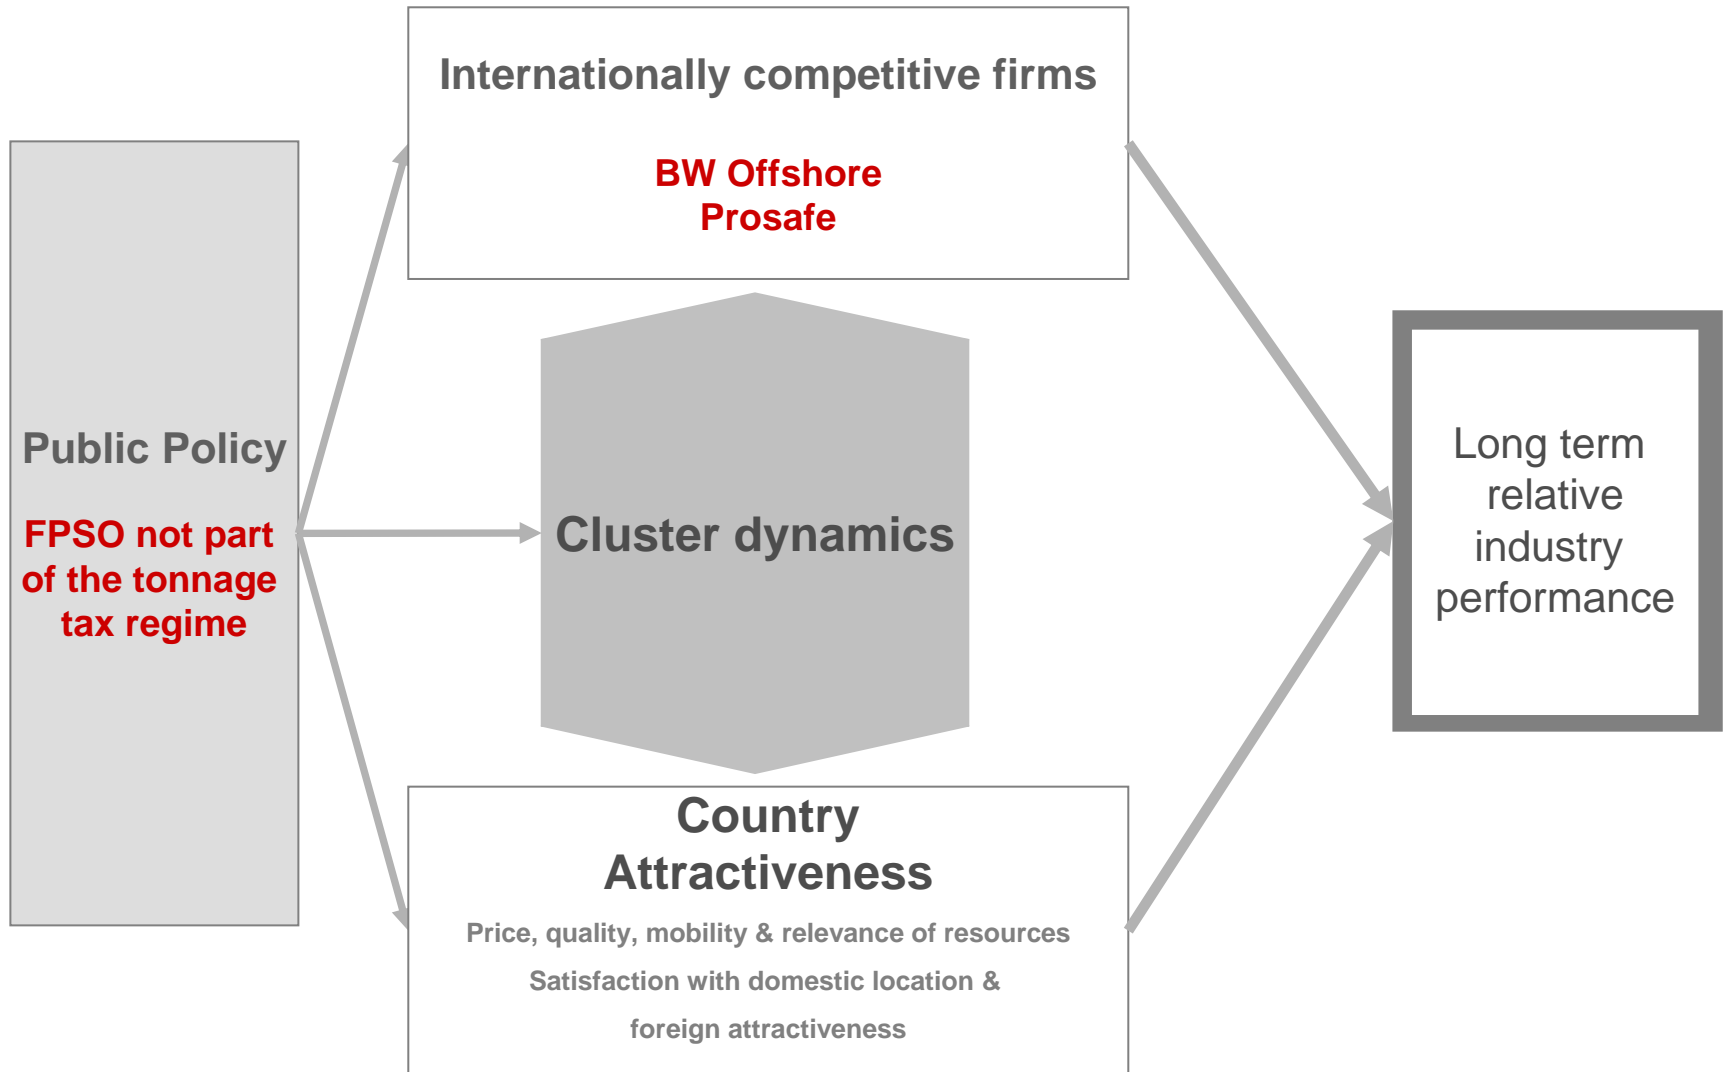 Internationally competitive firms
BW Offshore
Prosafe
Public Policy
FPSO not part
of the tonnage
tax regime
Cluster dynamics
Country
Attractiveness
Price, quality, mobility & relevance of resources
Satisfaction with domestic location &
foreign attractiveness
Long term
relative
industry
performance